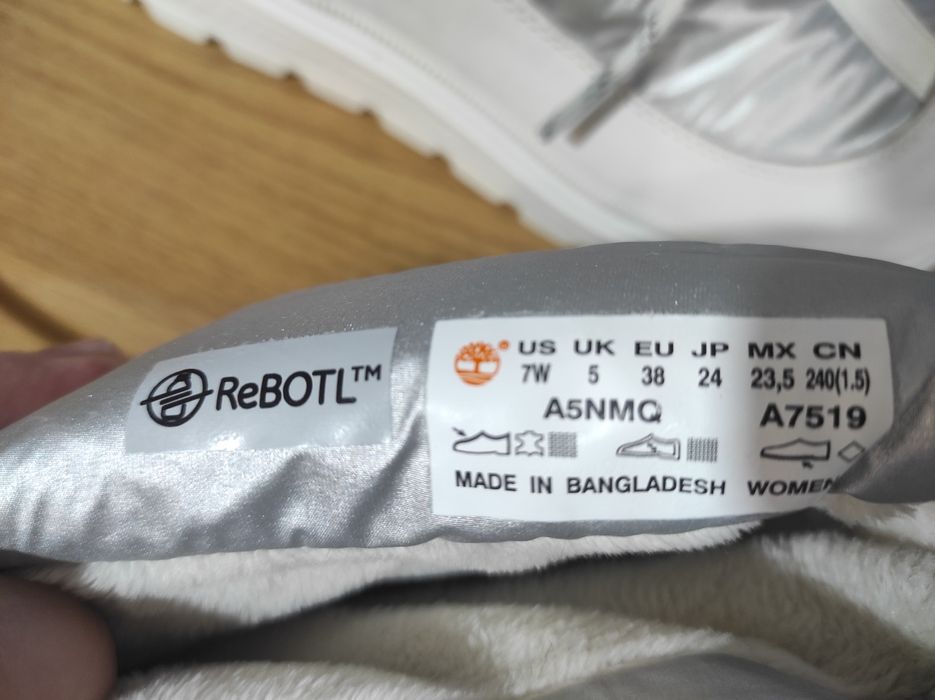 ReBOTL™
US UK EU JP MX CN
7W 5 38 24 23,5 240(1.5)
A5NMQ A7519
MADE IN BANGLADESH WOMEN